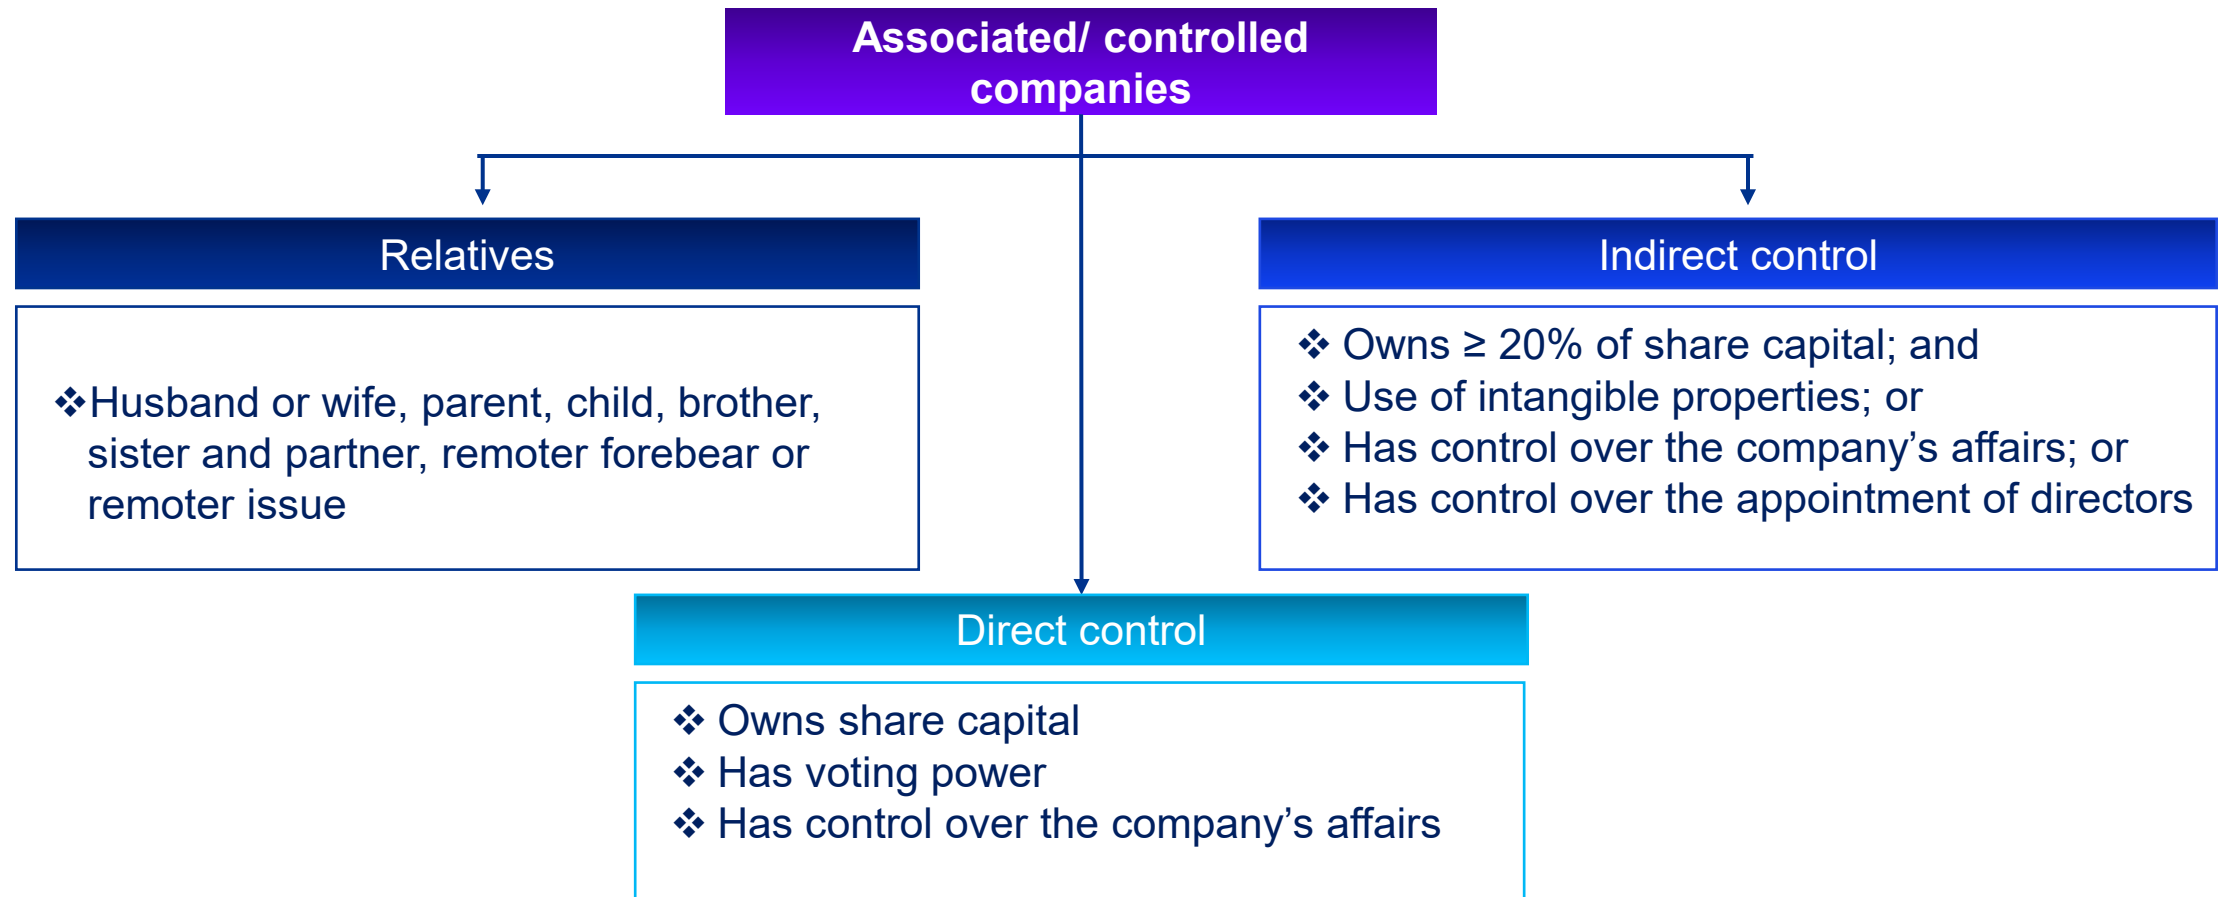 Associated/ controlled
companies
Relatives
❖Husband or wife, parent, child, brother,
sister and partner, remoter forebear or
remoter issue
Indirect control
❖ Owns ≥ 20% of share capital; and
❖ Use of intangible properties; or
❖ Has control over the company’s affairs; or
❖ Has control over the appointment of directors
Direct control
❖ Owns share capital
❖ Has voting power
❖ Has control over the company’s affairs